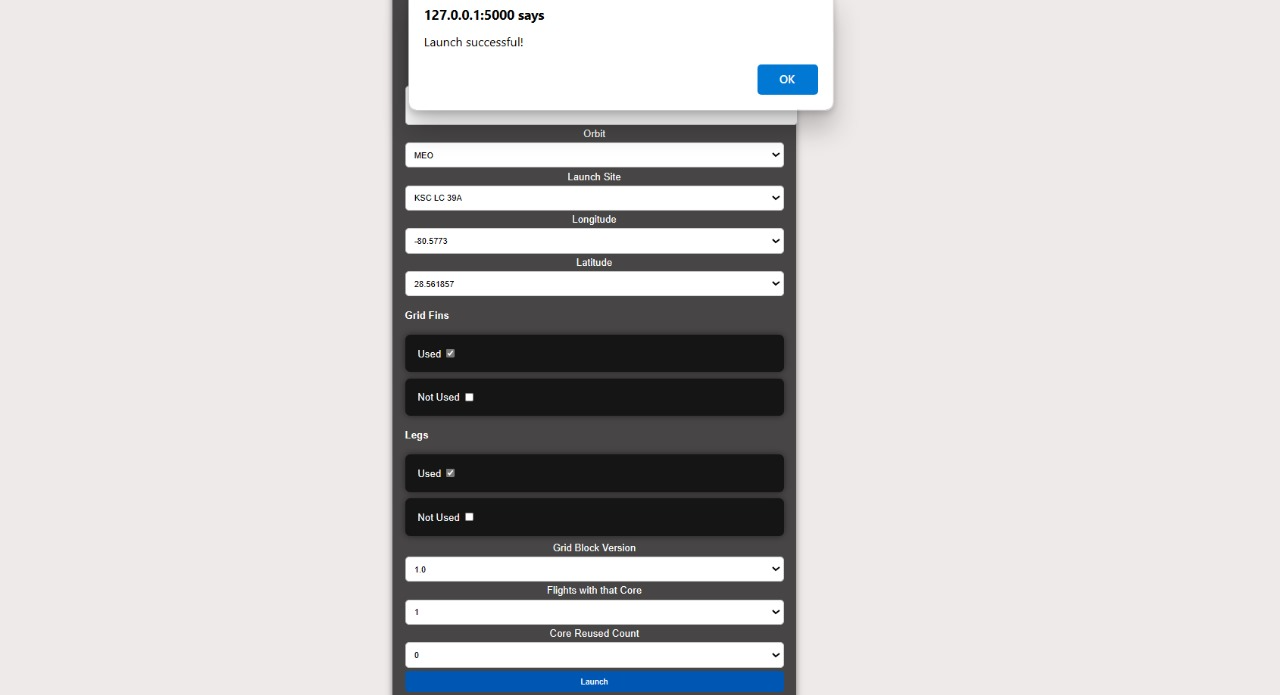 127.0.0.1:5000 says
Launch successful!
OK
Orbit
MEO
Launch Site
KSC LC 39A
Longitude
-80.5773
Latitude
28.561857
Grid Fins
Used
Not Used
Legs
Used
Not Used
Grid Block Version
1.0
Flights with that Core
1
Core Reused Count
0
Launch